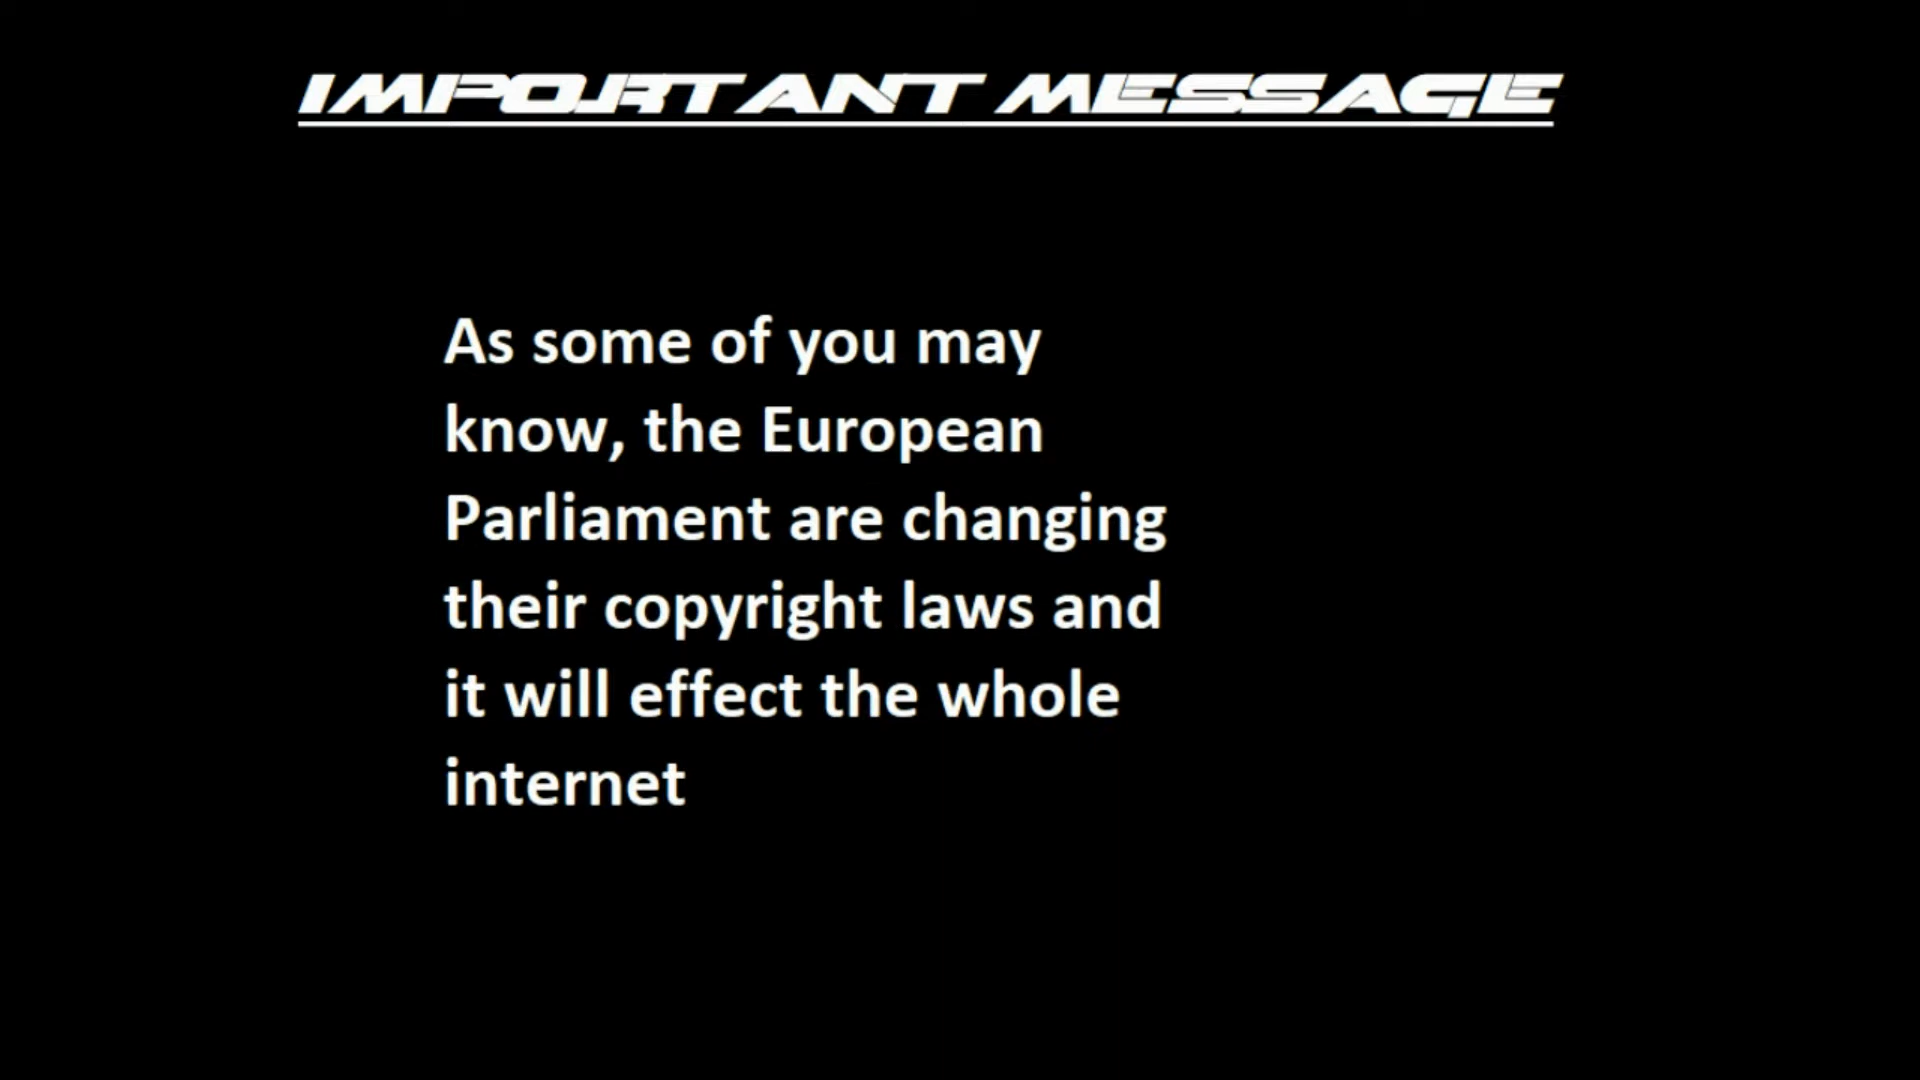 IMPORTANT MESSAGE
As some of you may
know, the European
Parliament are changing
their copyright laws and
it will effect the whole
internet